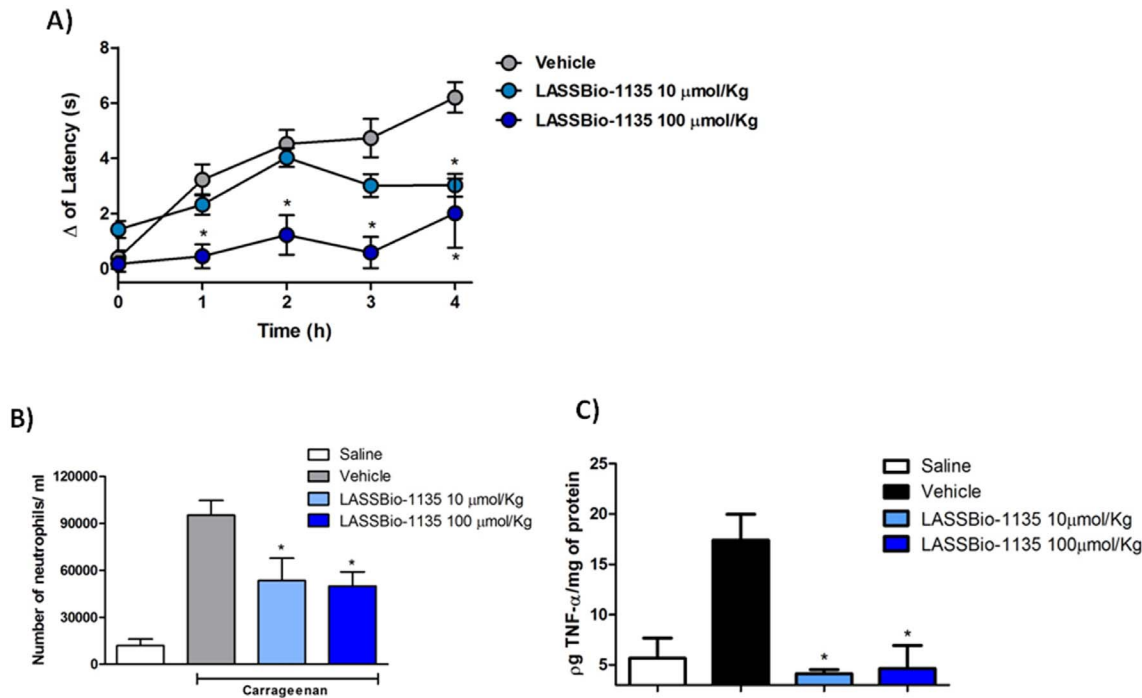 A)
Δ of Latency (s)
8
6
4
2
0
0 1 2 3 4
Time (h)
Vehicle
LASSBio-1135 10 μmol/Kg
LASSBio-1135 100 μmol/Kg
*
*
*
*
*
B)
Number of neutrophils/ ml
120000
90000
60000
30000
0
Saline
Vehicle
LASSBio-1135 10 μmol/Kg
LASSBio-1135 100 μmol/Kg
* *
Carrageenan
C)
ρg TNF-α/mg of protein
25
20
15
10
5
Saline
Vehicle
LASSBio-1135 10μmol/Kg
LASSBio-1135 100μmol/Kg
* *